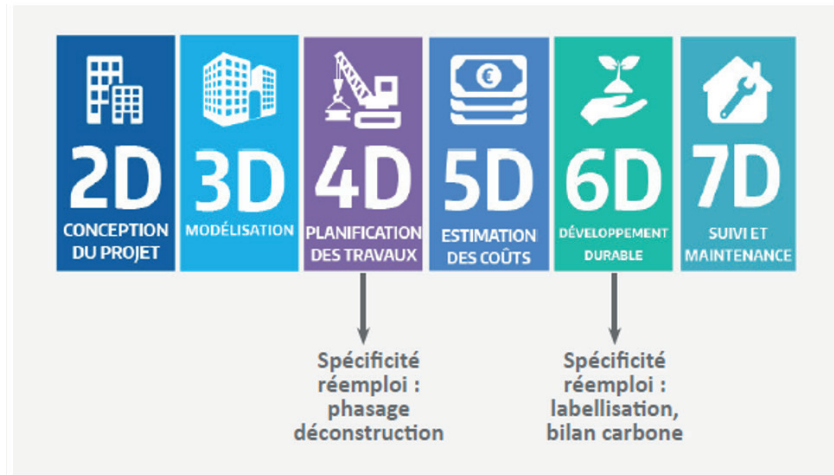 2D
CONCEPTION
DU PROJET
3D
MODÉLISATION
4D
PLANIFICATION
DES TRAVAUX
€
5D
ESTIMATION
DES COÛTS
6D
DÉVELOPPEMENT
DURABLE
7D
SUIVI ET
MAINTENANCE
Spécificité
réemploi :
phasage
déconstruction
Spécificité
réemploi :
labellisation,
bilan carbone